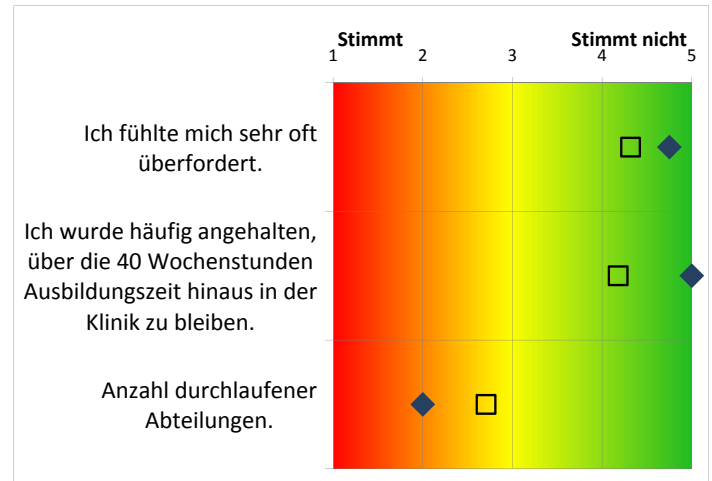 Stimmt Stimmt nicht
1 2 3 4 5
Ich fühlte mich sehr oft
überfordert.
Ich wurde häufig angehalten,
über die 40 Wochenstunden
Ausbildungszeit hinaus in der
Klinik zu bleiben.
Anzahl durchlaufener
Abteilungen.